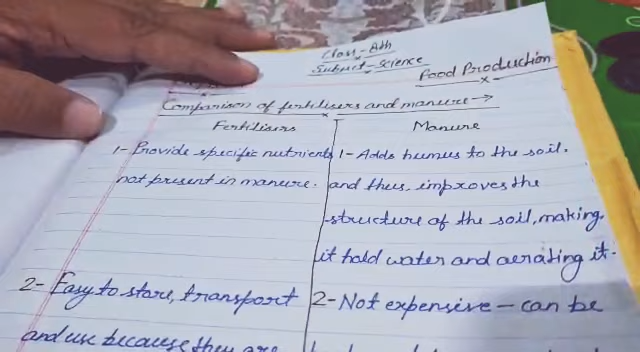 Class-8th
Subject-Science
Food Production
Comparison of fertilisers and manure→
Fertilisers
1- Provide specific nutrients
not present in manure.
2- Easy to store, transport
and use because they are
Manure
1- Adds humus to the soil.
and thus, improves the
structure of the soil, making
it hold water and aerating it.
2- Not expensive - can be